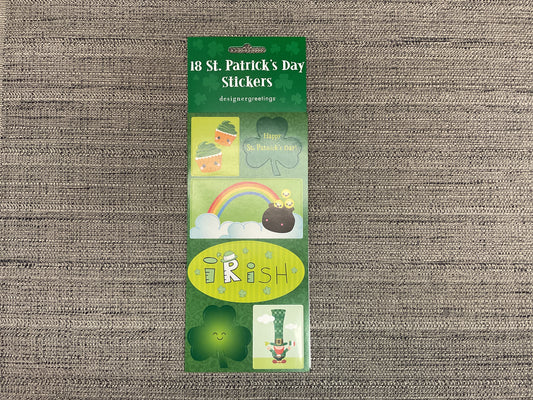 18 St. Patrick's Day
Stickers
designergreetings
Happy
St. Patrick's Day!
iRiSH